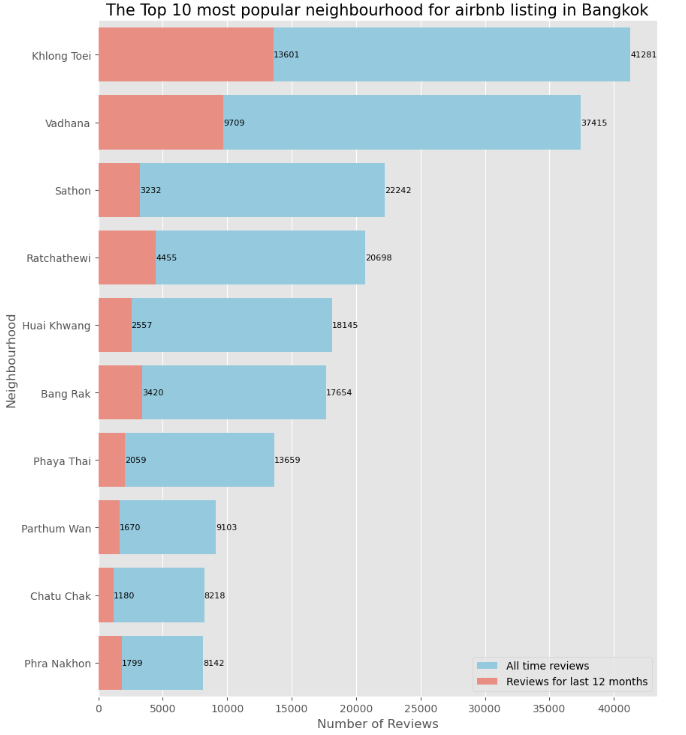 The Top 10 most popular neighbourhood for airbnb listing in Bangkok
Khlong Toei 13601 41281
Vadhana 9709 37415
Sathon 3232 22242
Ratchathewi 4455 20698
Huai Khwang 2557 18145
Bang Rak 3420 17654
Phaya Thai 2059 13659
Parthum Wan 1670 9103
Chatu Chak 1180 8218
Phra Nakhon 1799 8142
Neighbourhood
All time reviews
Reviews for last 12 months
0 5000 10000 15000 20000 25000 30000 35000 40000
Number of Reviews